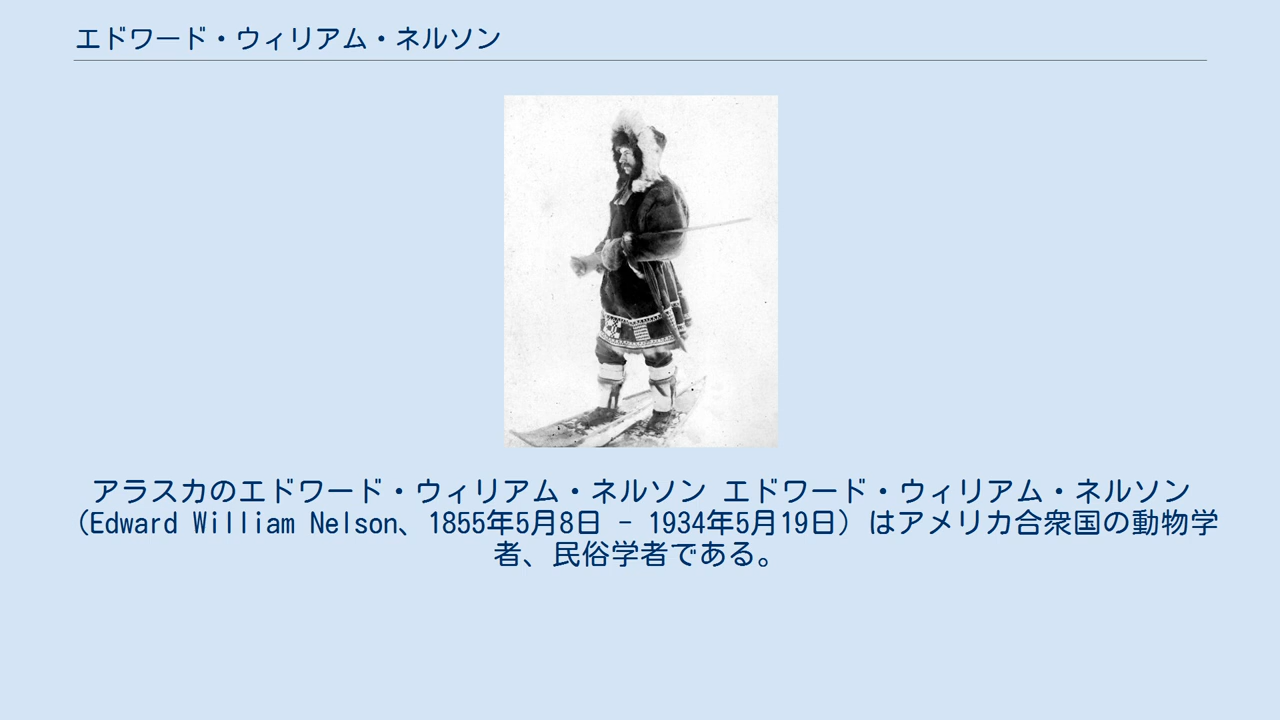 エドワード・ウィリアム・ネルソン
アラスカのエドワード・ウィリアム・ネルソン エドワード・ウィリアム・ネルソン
（Edward William Nelson、1855年5月8日 - 1934年5月19日）はアメリカ合衆国の動物学
者、民俗学者である。